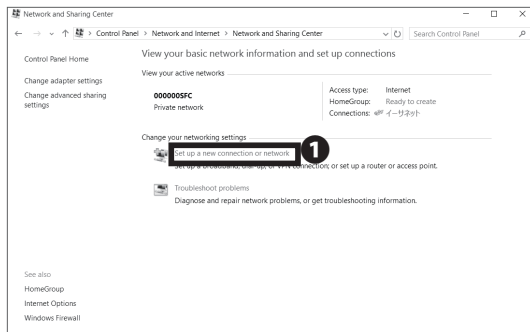 Network and Sharing Center
Control Panel > Network and Internet > Network and Sharing Center
Search Control Panel
Control Panel Home
Change adapter settings
Change advanced sharing
settings
View your basic network information and set up connections
View your active networks
000000SFC
Private network
Access type: Internet
HomeGroup: Ready to create
Connections: イーサネット
Change your networking settings
Set up a new connection or network
1
Set up a broadband, dial-up, or VPN connection; or set up a router or access point.
Troubleshoot problems
Diagnose and repair network problems, or get troubleshooting information.
See also
HomeGroup
Internet Options
Windows Firewall